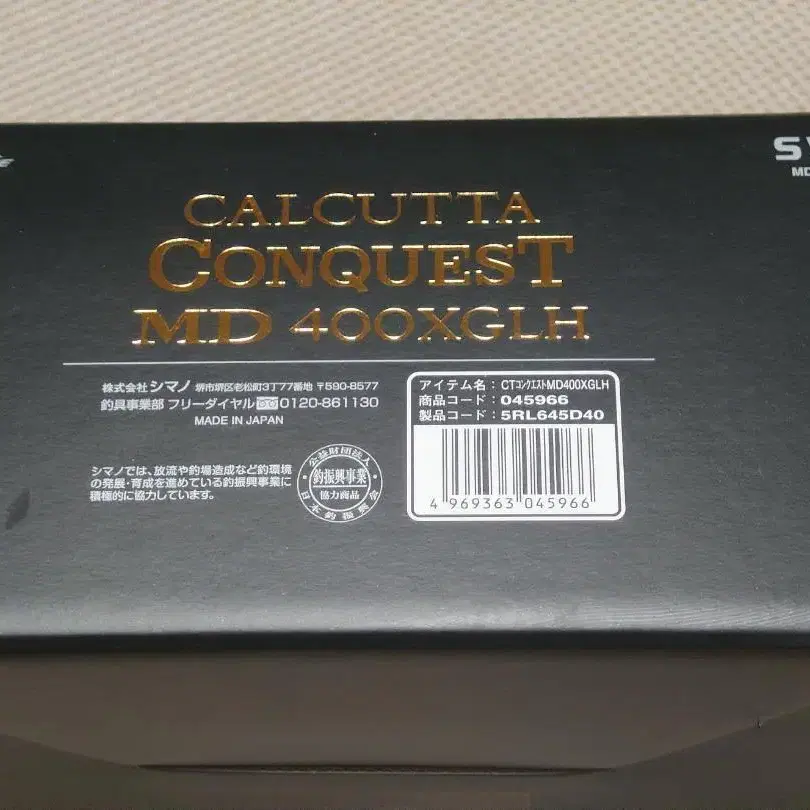 CALCUTTA
CONQUEST
MD 400XGLH
株式会社シマノ 堺市堺区老松町3丁77番地 〒590-8577
釣具事業部 フリーダイヤル 0120-861130
MADE IN JAPAN
シマノでは、放流や釣場造成など釣環境
の発展・育成を進めている釣振興事業に
積極的に協力しています。
公益財団法人
釣振興事業
協力商品
日本釣振興会
アイテム名：CTコンクエストMD400XGLH
商品コード：045966
製品コード：5RL645D40
4 969363 045966
MD